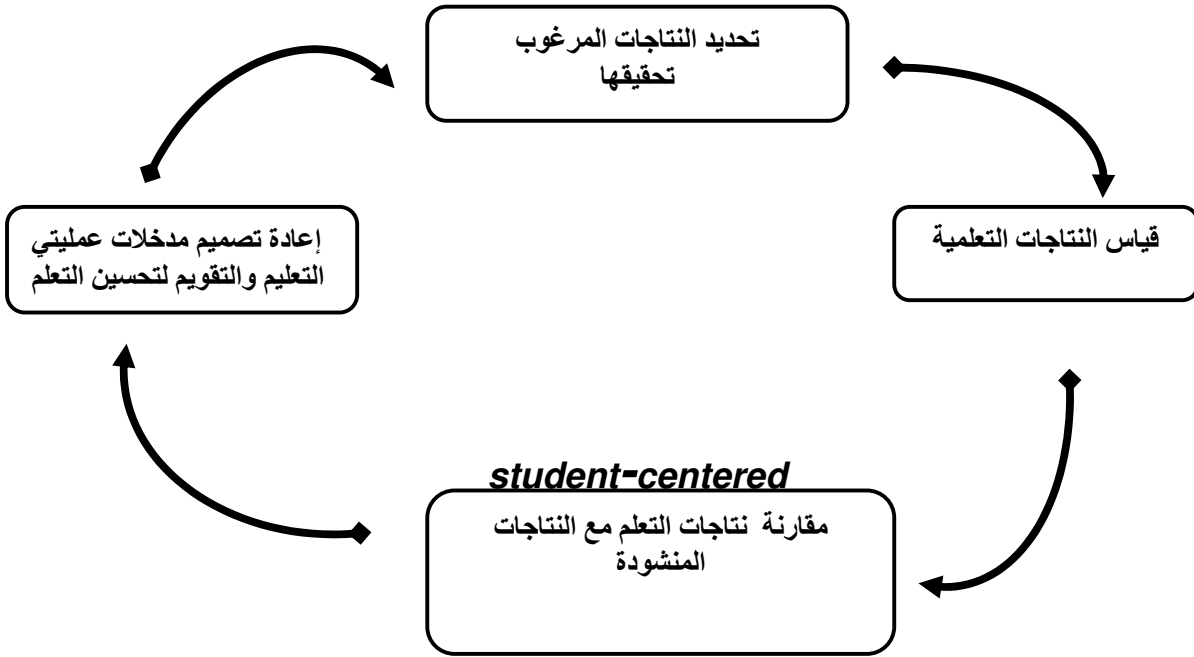 تحديد النتاجات المرغوب
تحقيقها
قياس النتاجات التعلمية
student-centered
مقارنة نتاجات التعلم مع النتاجات
المنشودة
إعادة تصميم مدخلات عمليتي
التعليم والتقويم لتحسين التعلم